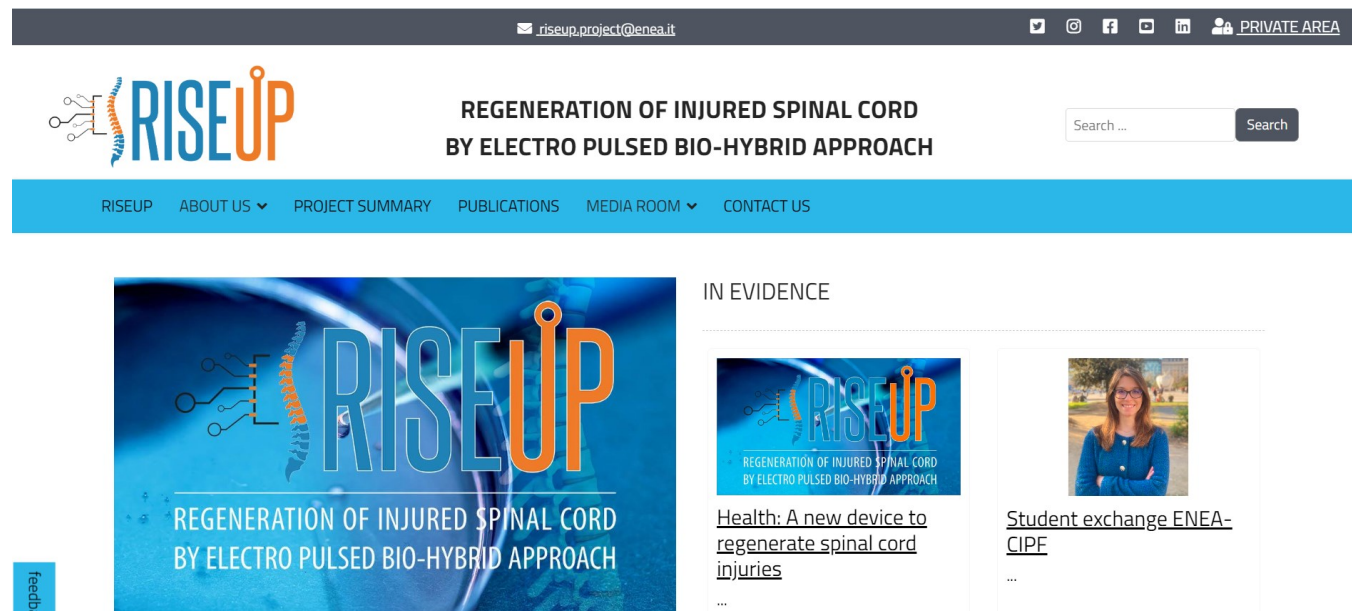 riseup.project@enea.it
PRIVATE AREA
RISEUP
REGENERATION OF INJURED SPINAL CORD
BY ELECTRO PULSED BIO-HYBRID APPROACH
Search ...
Search
RISEUP
ABOUT US
PROJECT SUMMARY
PUBLICATIONS
MEDIA ROOM
CONTACT US
RISEUP
REGENERATION OF INJURED SPINAL CORD
BY ELECTRO PULSED BIO-HYBRID APPROACH
IN EVIDENCE
RISEUP
REGENERATION OF INJURED SPINAL CORD
BY ELECTRO PULSED BIO-HYBRID APPROACH
Health: A new device to
regenerate spinal cord
injuries
...
Student exchange ENEA-
CIPF
...